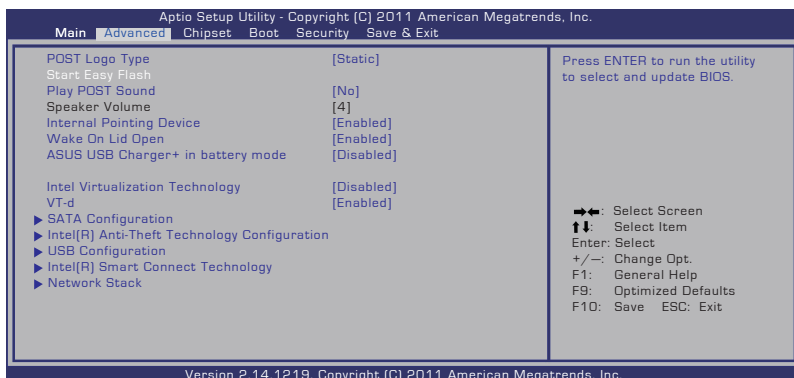 Aptio Setup Utility - Copyright (C) 2011 American Megatrends, Inc.
Main Advanced Chipset Boot Security Save & Exit
POST Logo Type [Static]
Start Easy Flash
Play POST Sound [No]
Speaker Volume [4]
Internal Pointing Device [Enabled]
Wake On Lid Open [Enabled]
ASUS USB Charger+ in battery mode [Disabled]
Intel Virtualization Technology [Disabled]
VT-d [Enabled]
SATA Configuration
Intel(R) Anti-Theft Technology Configuration
USB Configuration
Intel(R) Smart Connect Technology
Network Stack
Press ENTER to run the utility
to select and update BIOS.
→←: Select Screen
↑↓: Select Item
Enter: Select
+/—: Change Opt.
F1: General Help
F9: Optimized Defaults
F10: Save ESC: Exit
Version 2.14.1219. Copyright (C) 2011 American Megatrends, Inc.